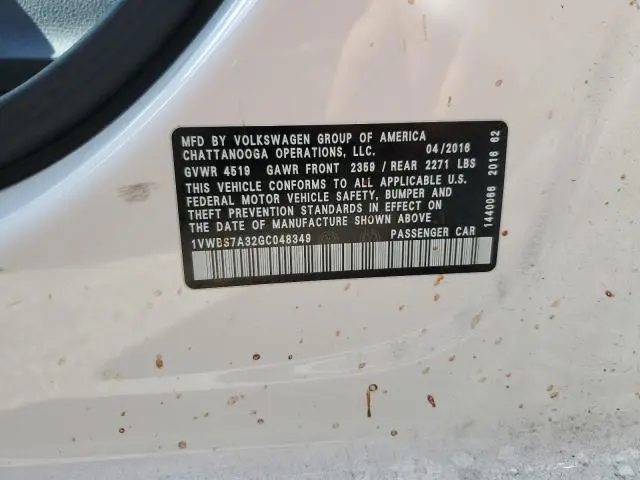 MFD BY VOLKSWAGEN GROUP OF AMERICA
CHATTANOOGA OPERATIONS, LLC. 04/2016
GVWR 4519 GAWR FRONT 2359 / REAR 2271 LBS
THIS VEHICLE CONFORMS TO ALL APPLICABLE U.S.
FEDERAL MOTOR VEHICLE SAFETY, BUMPER AND
THEFT PREVENTION STANDARDS IN EFFECT ON
THE DATE OF MANUFACTURE SHOWN ABOVE
1VWBS7A32GC048349 PASSENGER CAR
1440066 2016 62